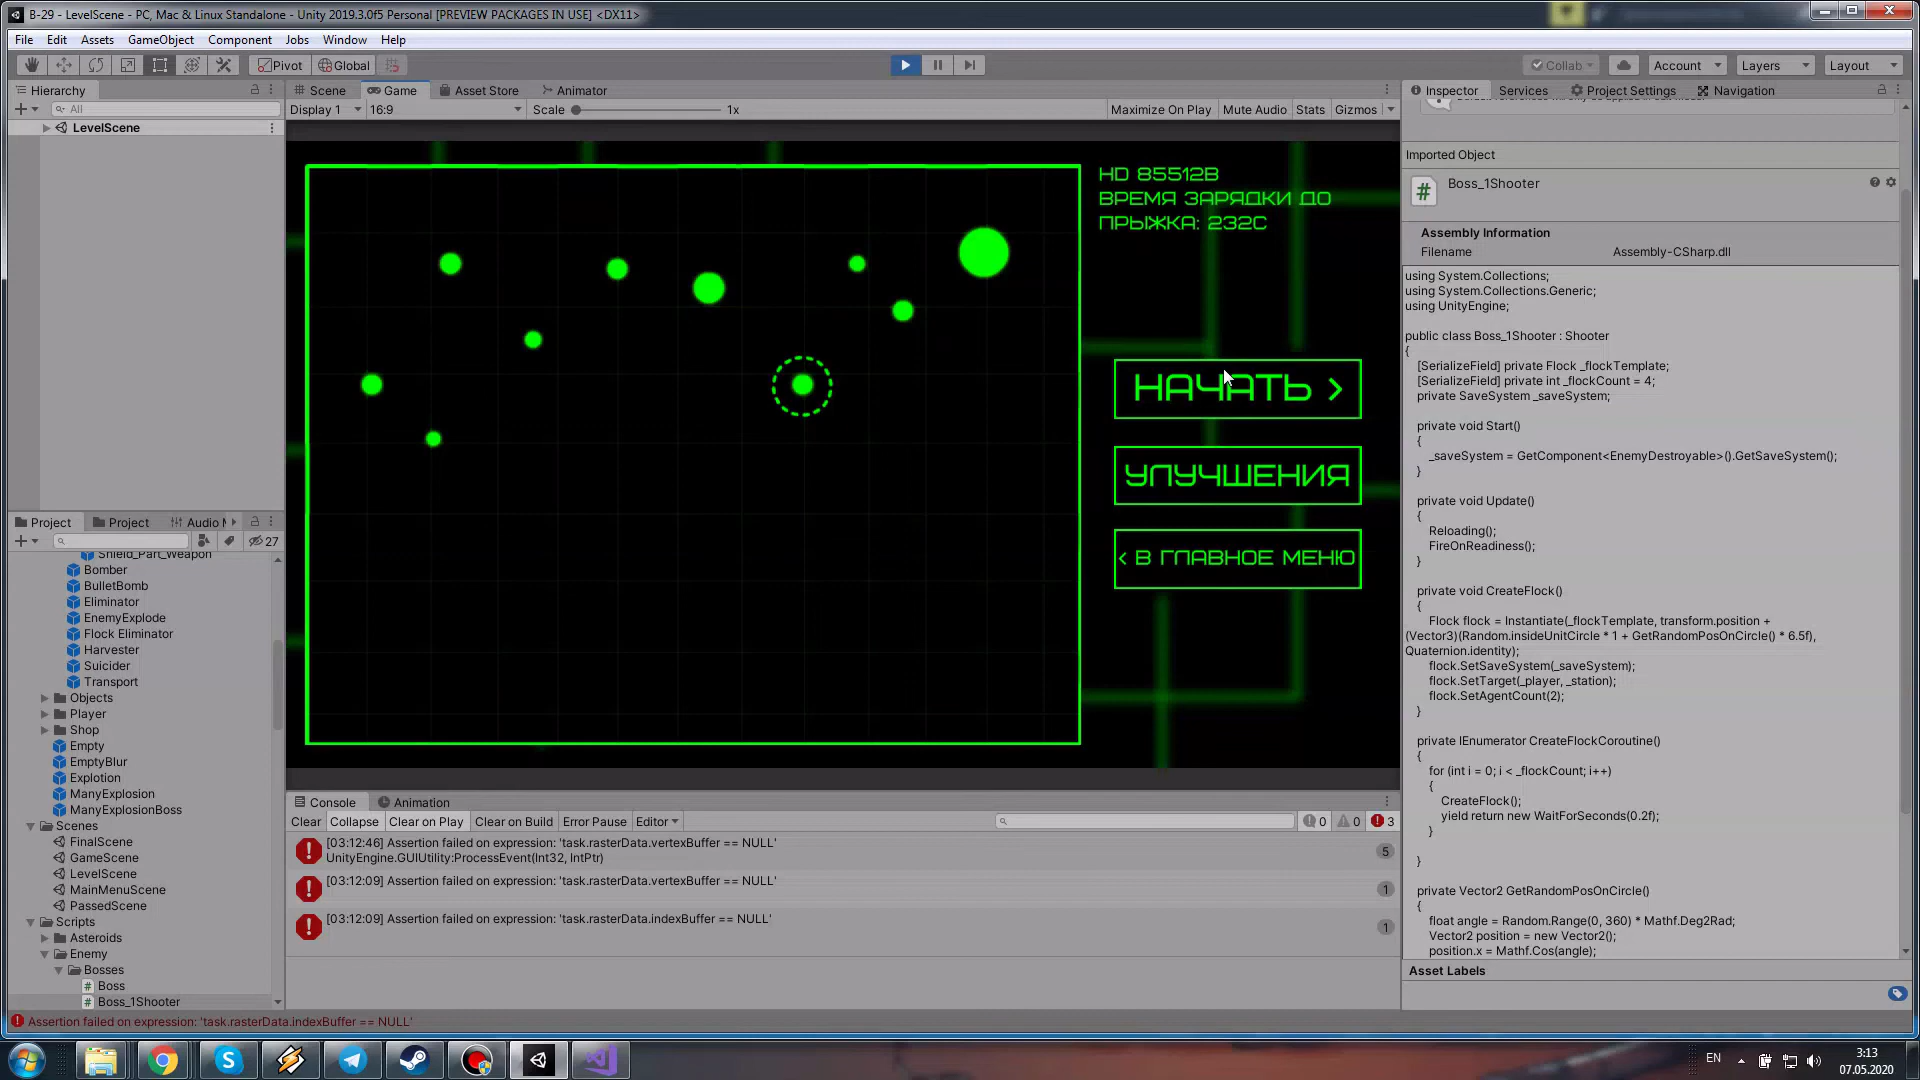 B-29 - LevelScene - PC, Mac & Linux Standalone - Unity 2019.3.0f5 Personal [PREVIEW PACKAGES IN USE] <DX11>
File Edit Assets GameObject Component Jobs Window Help
Pivot Global Collab Account Layers Layout
Hierarchy
All
LevelScene
Scene Game Asset Store Animator
Display 1 16:9 Scale 1x Maximize On Play Mute Audio Stats Gizmos
HD 85512B
ВРЕМЯ ЗАРЯДКИ ДО
ПРЫЖКА: 232С
НАЧАТЬ >
УЛУЧШЕНИЯ
< В ГЛАВНОЕ МЕНЮ
Project Project Audio M
27
Shield_Part_Weapon
Bomber
BulletBomb
Eliminator
EnemyExplode
Flock Eliminator
Harvester
Suicider
Transport
Objects
Player
Shop
Empty
EmptyBlur
Explotion
ManyExplosion
ManyExplosionBoss
Scenes
FinalScene
GameScene
LevelScene
MainMenuScene
PassedScene
Scripts
Asteroids
Enemy
Bosses
Boss
Boss_1Shooter
Console Animation
Clear Collapse Clear on Play Clear on Build Error Pause Editor 0 0 3
[03:12:46] Assertion failed on expression: 'task.rasterData.vertexBuffer == NULL'
UnityEngine.GUIUtility:ProcessEvent(Int32, IntPtr)
5
[03:12:09] Assertion failed on expression: 'task.rasterData.vertexBuffer == NULL'
1
[03:12:09] Assertion failed on expression: 'task.rasterData.indexBuffer == NULL'
1
Inspector Services Project Settings Navigation
Imported Object
Boss_1Shooter
Assembly Information
Filename Assembly-CSharp.dll
using System.Collections;
using System.Collections.Generic;
using UnityEngine;
public class Boss_1Shooter : Shooter
{
[SerializeField] private Flock _flockTemplate;
[SerializeField] private int _flockCount = 4;
private SaveSystem _saveSystem;
private void Start()
{
_saveSystem = GetComponent<EnemyDestroyable>().GetSaveSystem();
}
private void Update()
{
Reloading();
FireOnReadiness();
}
private void CreateFlock()
{
Flock flock = Instantiate(_flockTemplate, transform.position +
(Vector3)(Random.insideUnitCircle * 1 + GetRandomPosOnCircle() * 6.5f),
Quaternion.identity);
flock.SetSaveSystem(_saveSystem);
flock.SetTarget(_player, _station);
flock.SetAgentCount(2);
}
private IEnumerator CreateFlockCoroutine()
{
for (int i = 0; i < _flockCount; i++)
{
CreateFlock();
yield return new WaitForSeconds(0.2f);
}
}
private Vector2 GetRandomPosOnCircle()
{
float angle = Random.Range(0, 360) * Mathf.Deg2Rad;
Vector2 position = new Vector2();
position.x = Mathf.Cos(angle);
Asset Labels
Assertion failed on expression: 'task.rasterData.indexBuffer == NULL'
EN
3:13
07.05.2020